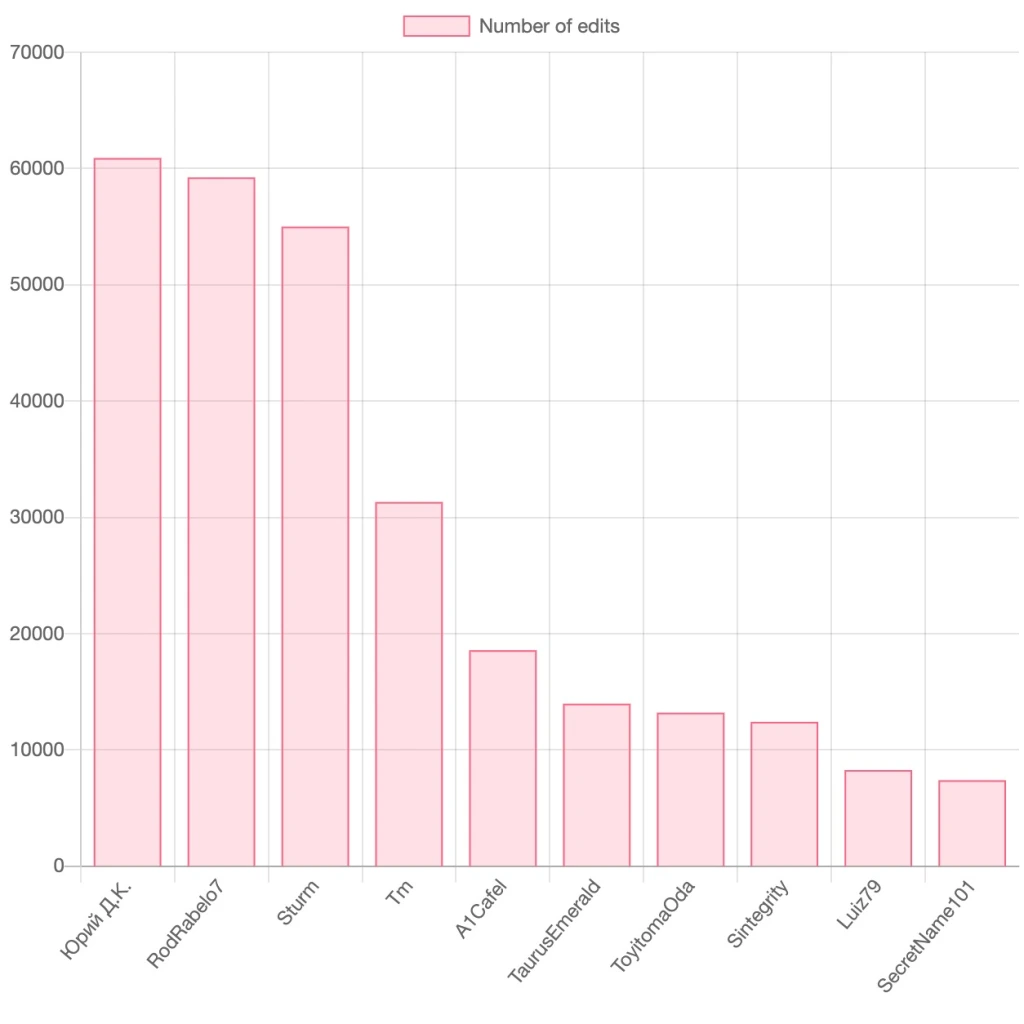 Number of edits
70000
60000
50000
40000
30000
20000
10000
0
Юрий Д.К.
RodRabelo7
Sturm
Tm
A1Cafel
TaurusEmerald
ToyitomaOda
Sintegrity
Luiz79
SecretName101